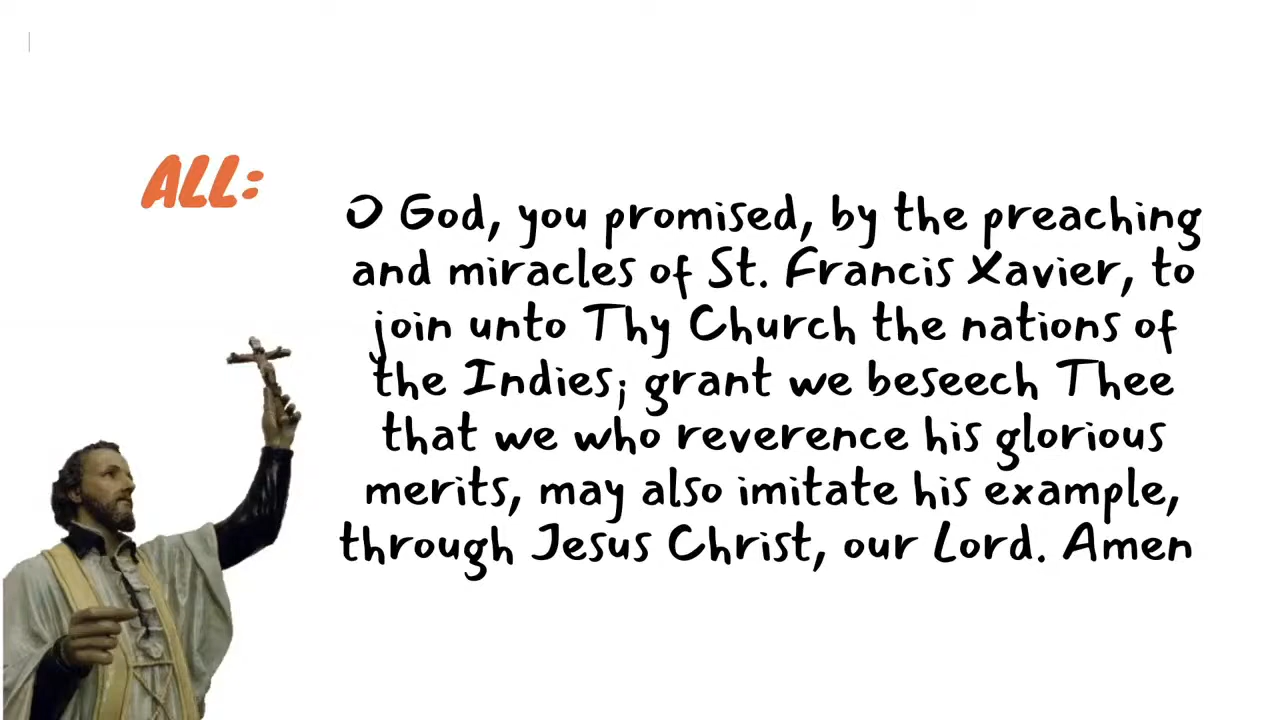 ALL:
O God, you promised, by the preaching
and miracles of St. Francis Xavier, to
join unto Thy Church the nations of
the Indies; grant we beseech Thee
that we who reverence his glorious
merits, may also imitate his example,
through Jesus Christ, our Lord. Amen